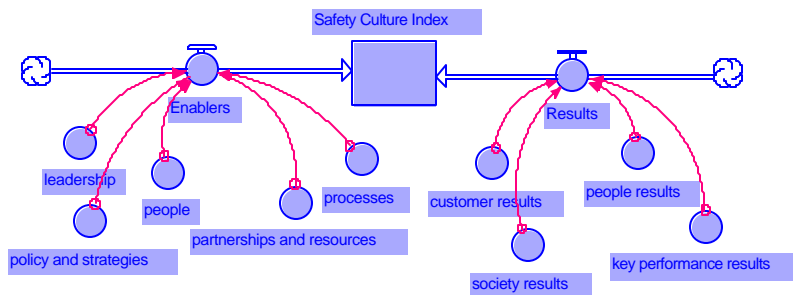 Safety Culture Index
Enablers
Results
leadership
people
processes
customer results
people results
policy and strategies
partnerships and resources
society results
key performance results